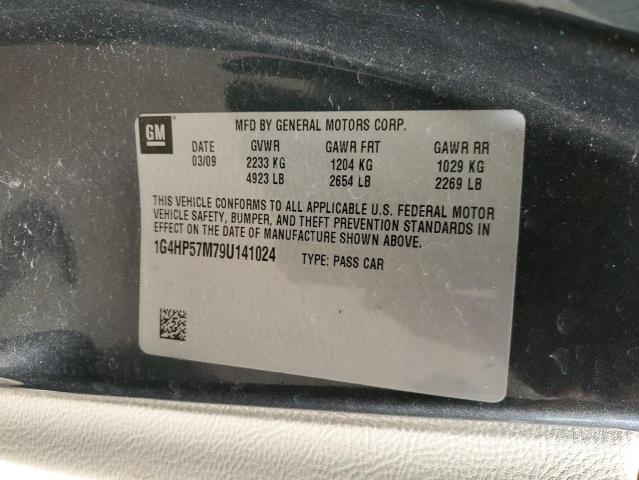 GM
MFD BY GENERAL MOTORS CORP.
DATE GVWR GAWR FRT GAWR RR
03/09 2233 KG 1204 KG 1029 KG
4923 LB 2654 LB 2269 LB
THIS VEHICLE CONFORMS TO ALL APPLICABLE U.S. FEDERAL MOTOR
VEHICLE SAFETY, BUMPER, AND THEFT PREVENTION STANDARDS IN
EFFECT ON THE DATE OF MANUFACTURE SHOWN ABOVE.
1G4HP57M79U141024 TYPE: PASS CAR